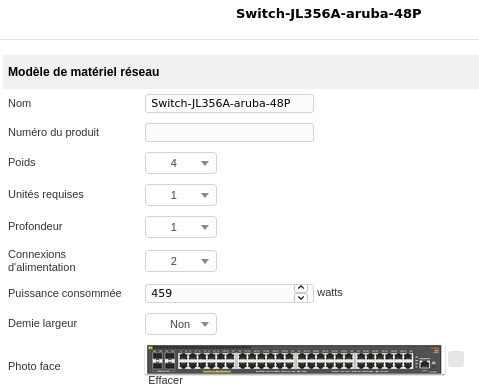 Switch-JL356A-aruba-48P
Modèle de matériel réseau
Nom Switch-JL356A-aruba-48P
Numéro du produit
Poids 4
Unités requises 1
Profondeur 1
Connexions
d'alimentation 2
Puissance consommée 459 watts
Demie largeur Non
Photo face
Effacer